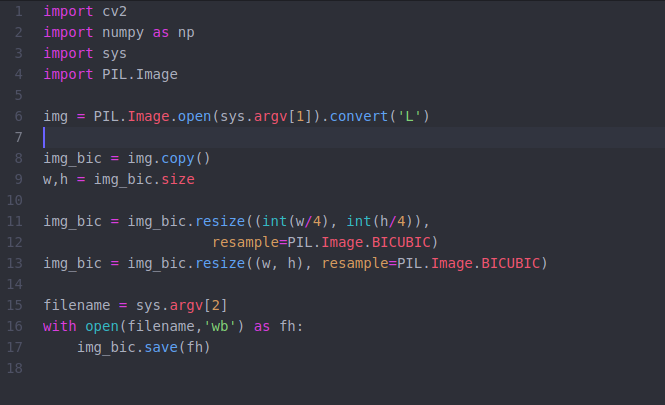 1 import cv2
2 import numpy as np
3 import sys
4 import PIL.Image
5
6 img = PIL.Image.open(sys.argv[1]).convert('L')
7
8 img_bic = img.copy()
9 w,h = img_bic.size
10
11 img_bic = img_bic.resize((int(w/4), int(h/4)),
12                     resample=PIL.Image.BICUBIC)
13 img_bic = img_bic.resize((w, h), resample=PIL.Image.BICUBIC)
14
15 filename = sys.argv[2]
16 with open(filename,'wb') as fh:
17     img_bic.save(fh)
18